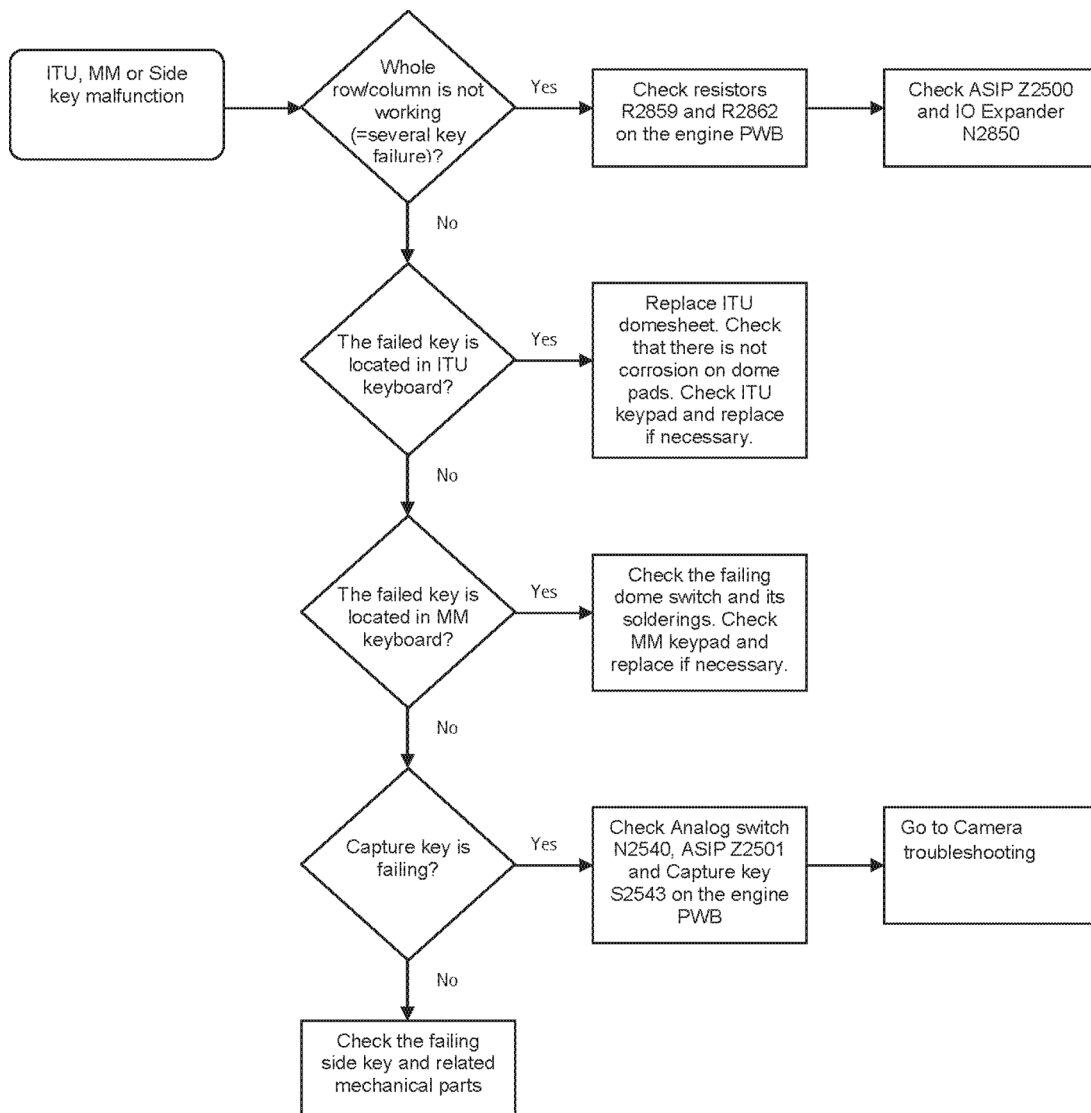 ITU, MM or Side
key malfunction
Whole
row/column is not
working
(=several key
failure)?
Yes
Check resistors
R2859 and R2862
on the engine PWB
Check ASIP Z2500
and IO Expander
N2850
No
The failed key is
located in ITU
keyboard?
Yes
Replace ITU
domesheet. Check
that there is not
corrosion on dome
pads. Check ITU
keypad and replace
if necessary.
No
The failed key is
located in MM
keyboard?
Yes
Check the failing
dome switch and its
solderings. Check
MM keypad and
replace if necessary.
No
Capture key is
failing?
Yes
Check Analog switch
N2540, ASIP Z2501
and Capture key
S2543 on the engine
PWB
Go to Camera
troubleshooting
No
Check the failing
side key and related
mechanical parts